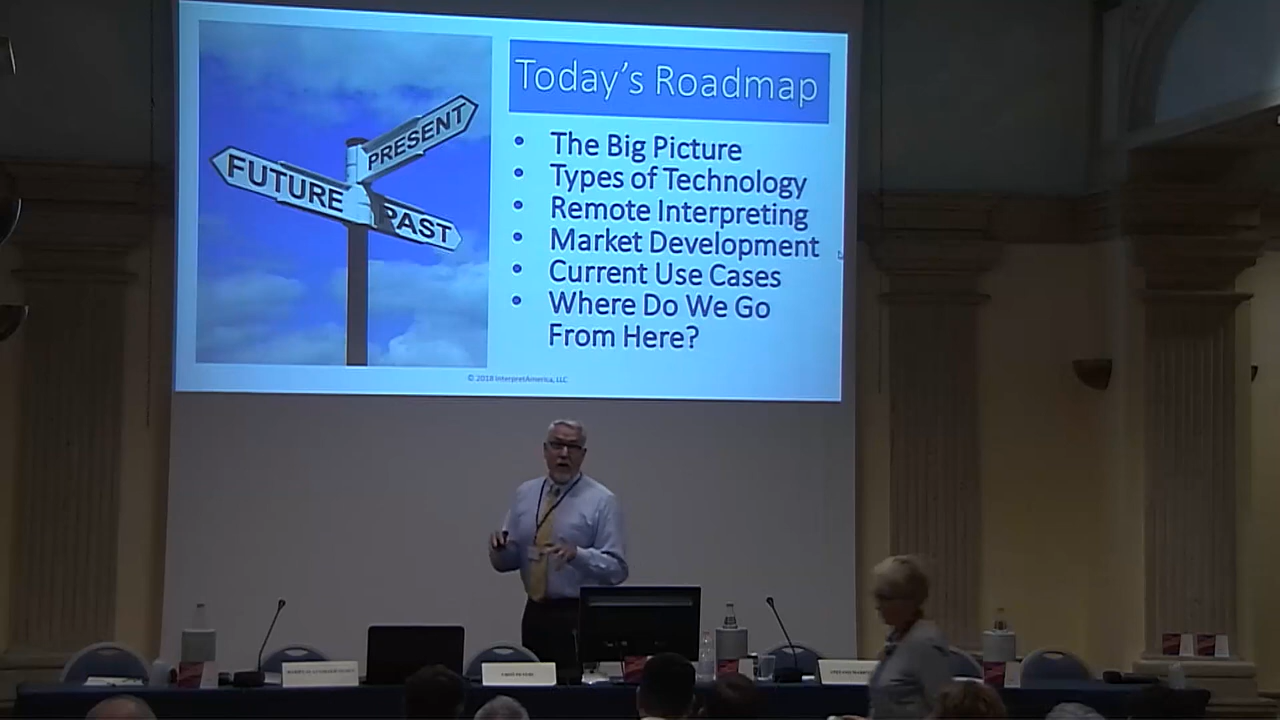 Today's Roadmap
PRESENT
FUTURE
PAST
• The Big Picture
• Types of Technology
• Remote Interpreting
• Market Development
• Current Use Cases
• Where Do We Go
From Here?
© 2018 InterpretAmerica, LLC